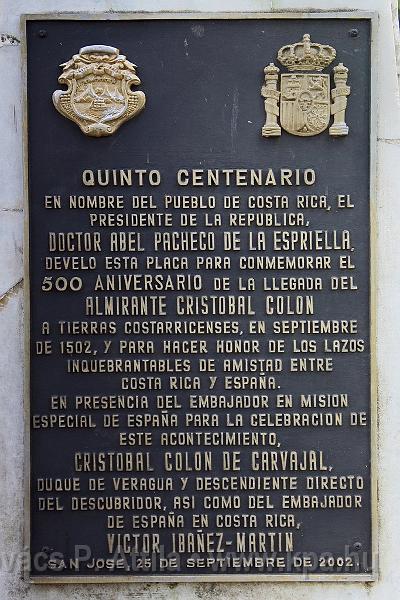 QUINTO CENTENARIO
EN NOMBRE DEL PUEBLO DE COSTA RICA, EL
PRESIDENTE DE LA REPUBLICA,
DOCTOR ABEL PACHECO DE LA ESPRIELLA,
DEVELO ESTA PLACA PARA CONMEMORAR EL
500 ANIVERSARIO DE LA LLEGADA DEL
ALMIRANTE CRISTOBAL COLON
A TIERRAS COSTARRICENSES, EN SEPTIEMBRE
DE 1502, Y PARA HACER HONOR DE LOS LAZOS
INQUEBRANTABLES DE AMISTAD ENTRE
COSTA RICA Y ESPAÑA.
EN PRESENCIA DEL EMBAJADOR EN MISION
ESPECIAL DE ESPAÑA PARA LA CELEBRACION DE
ESTE ACONTECIMIENTO,
CRISTOBAL COLON DE CARVAJAL,
DUQUE DE VERAGUA Y DESCENDIENTE DIRECTO
DEL DESCUBRIDOR, ASI COMO DEL EMBAJADOR
DE ESPAÑA EN COSTA RICA,
VICTOR IBAÑEZ-MARTIN
SAN JOSE, 25 DE SEPTIEMBRE DE 2002.
ovács P. Attila - www.kpa.hu